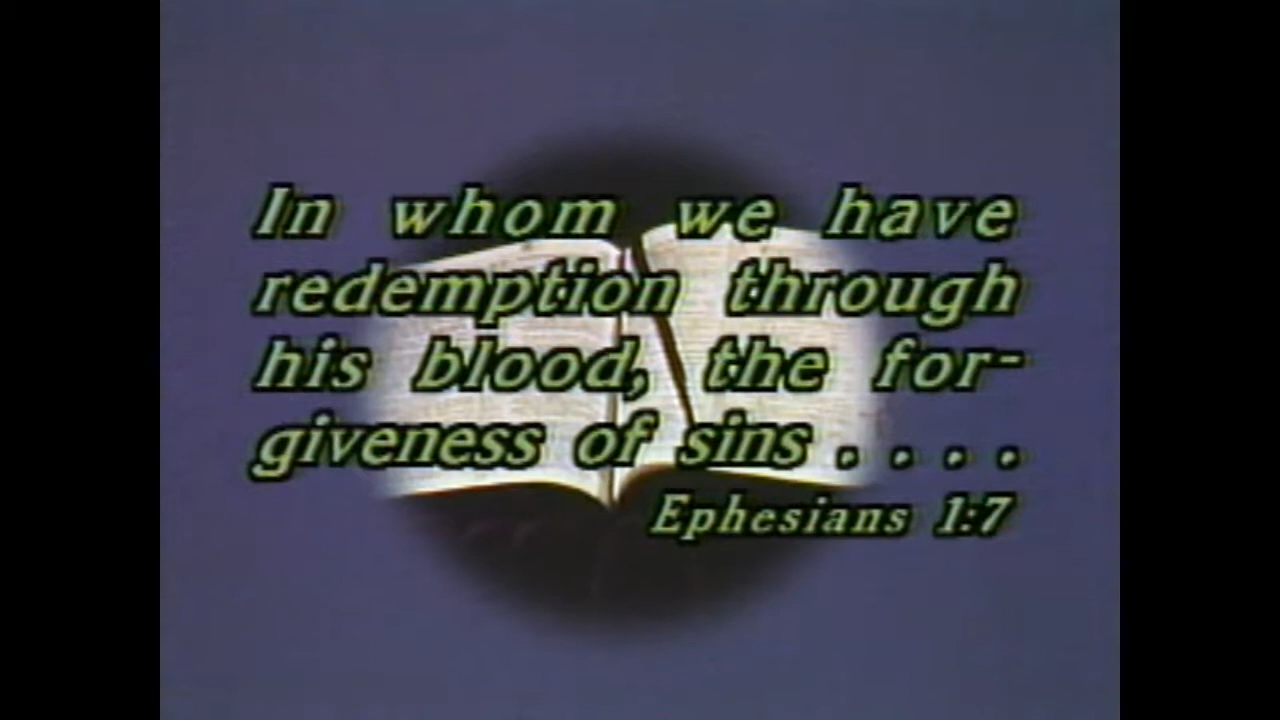 In whom we have
redemption through
his blood, the for-
giveness of sins . . . .
Ephesians 1:7